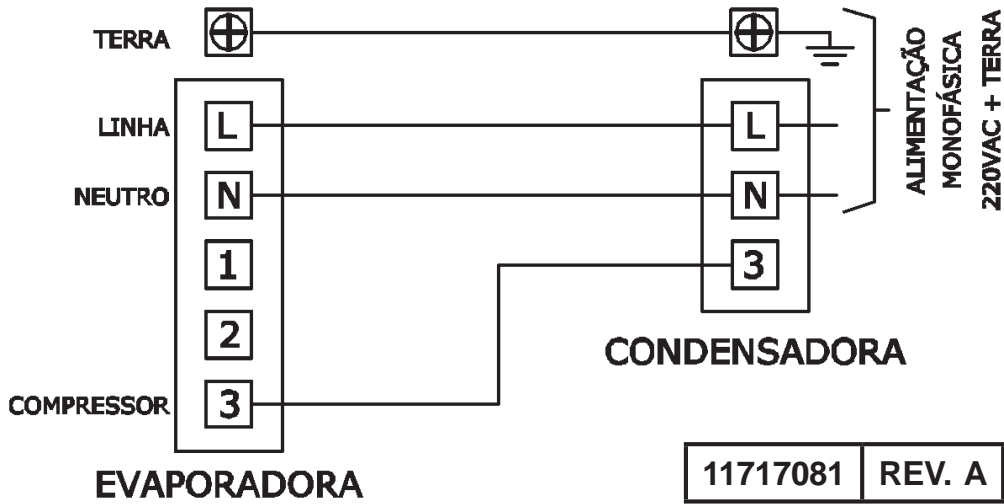 TERRA
LINHA L
NEUTRO N
1
2
COMPRESSOR 3
EVAPORADORA
L
N
3
CONDENSADORA
ALIMENTAÇÃO
MONOFÁSICA
220VAC + TERRA
11717081 REV. A